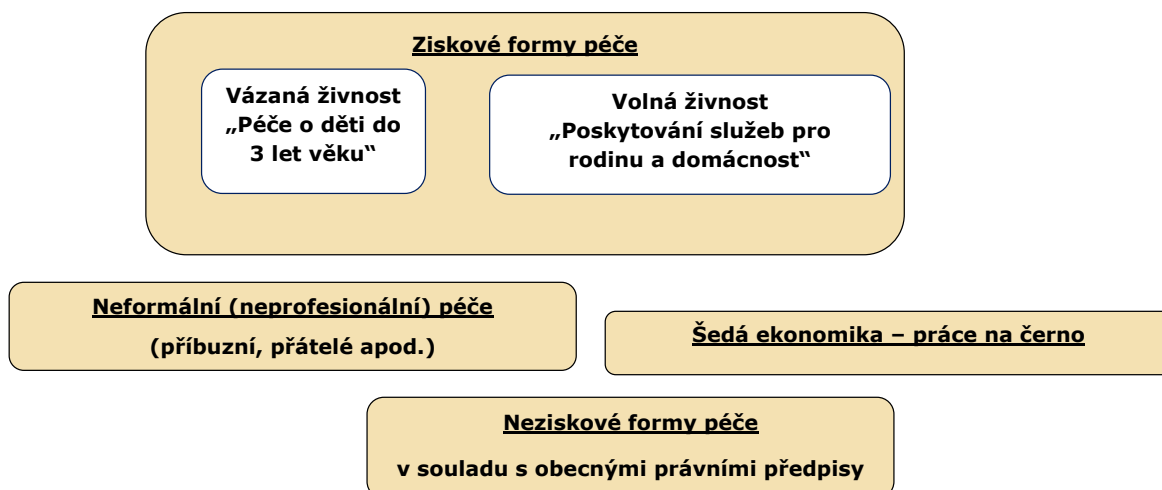 Ziskové formy péče
Vázaná živnost
„Péče o děti do
3 let věku“
Volná živnost
„Poskytování služeb pro
rodinu a domácnost“
Neformální (neprofesionální) péče
(příbuzní, přátelé apod.)
Šedá ekonomika – práce na černo
Neziskové formy péče
v souladu s obecnými právními předpisy